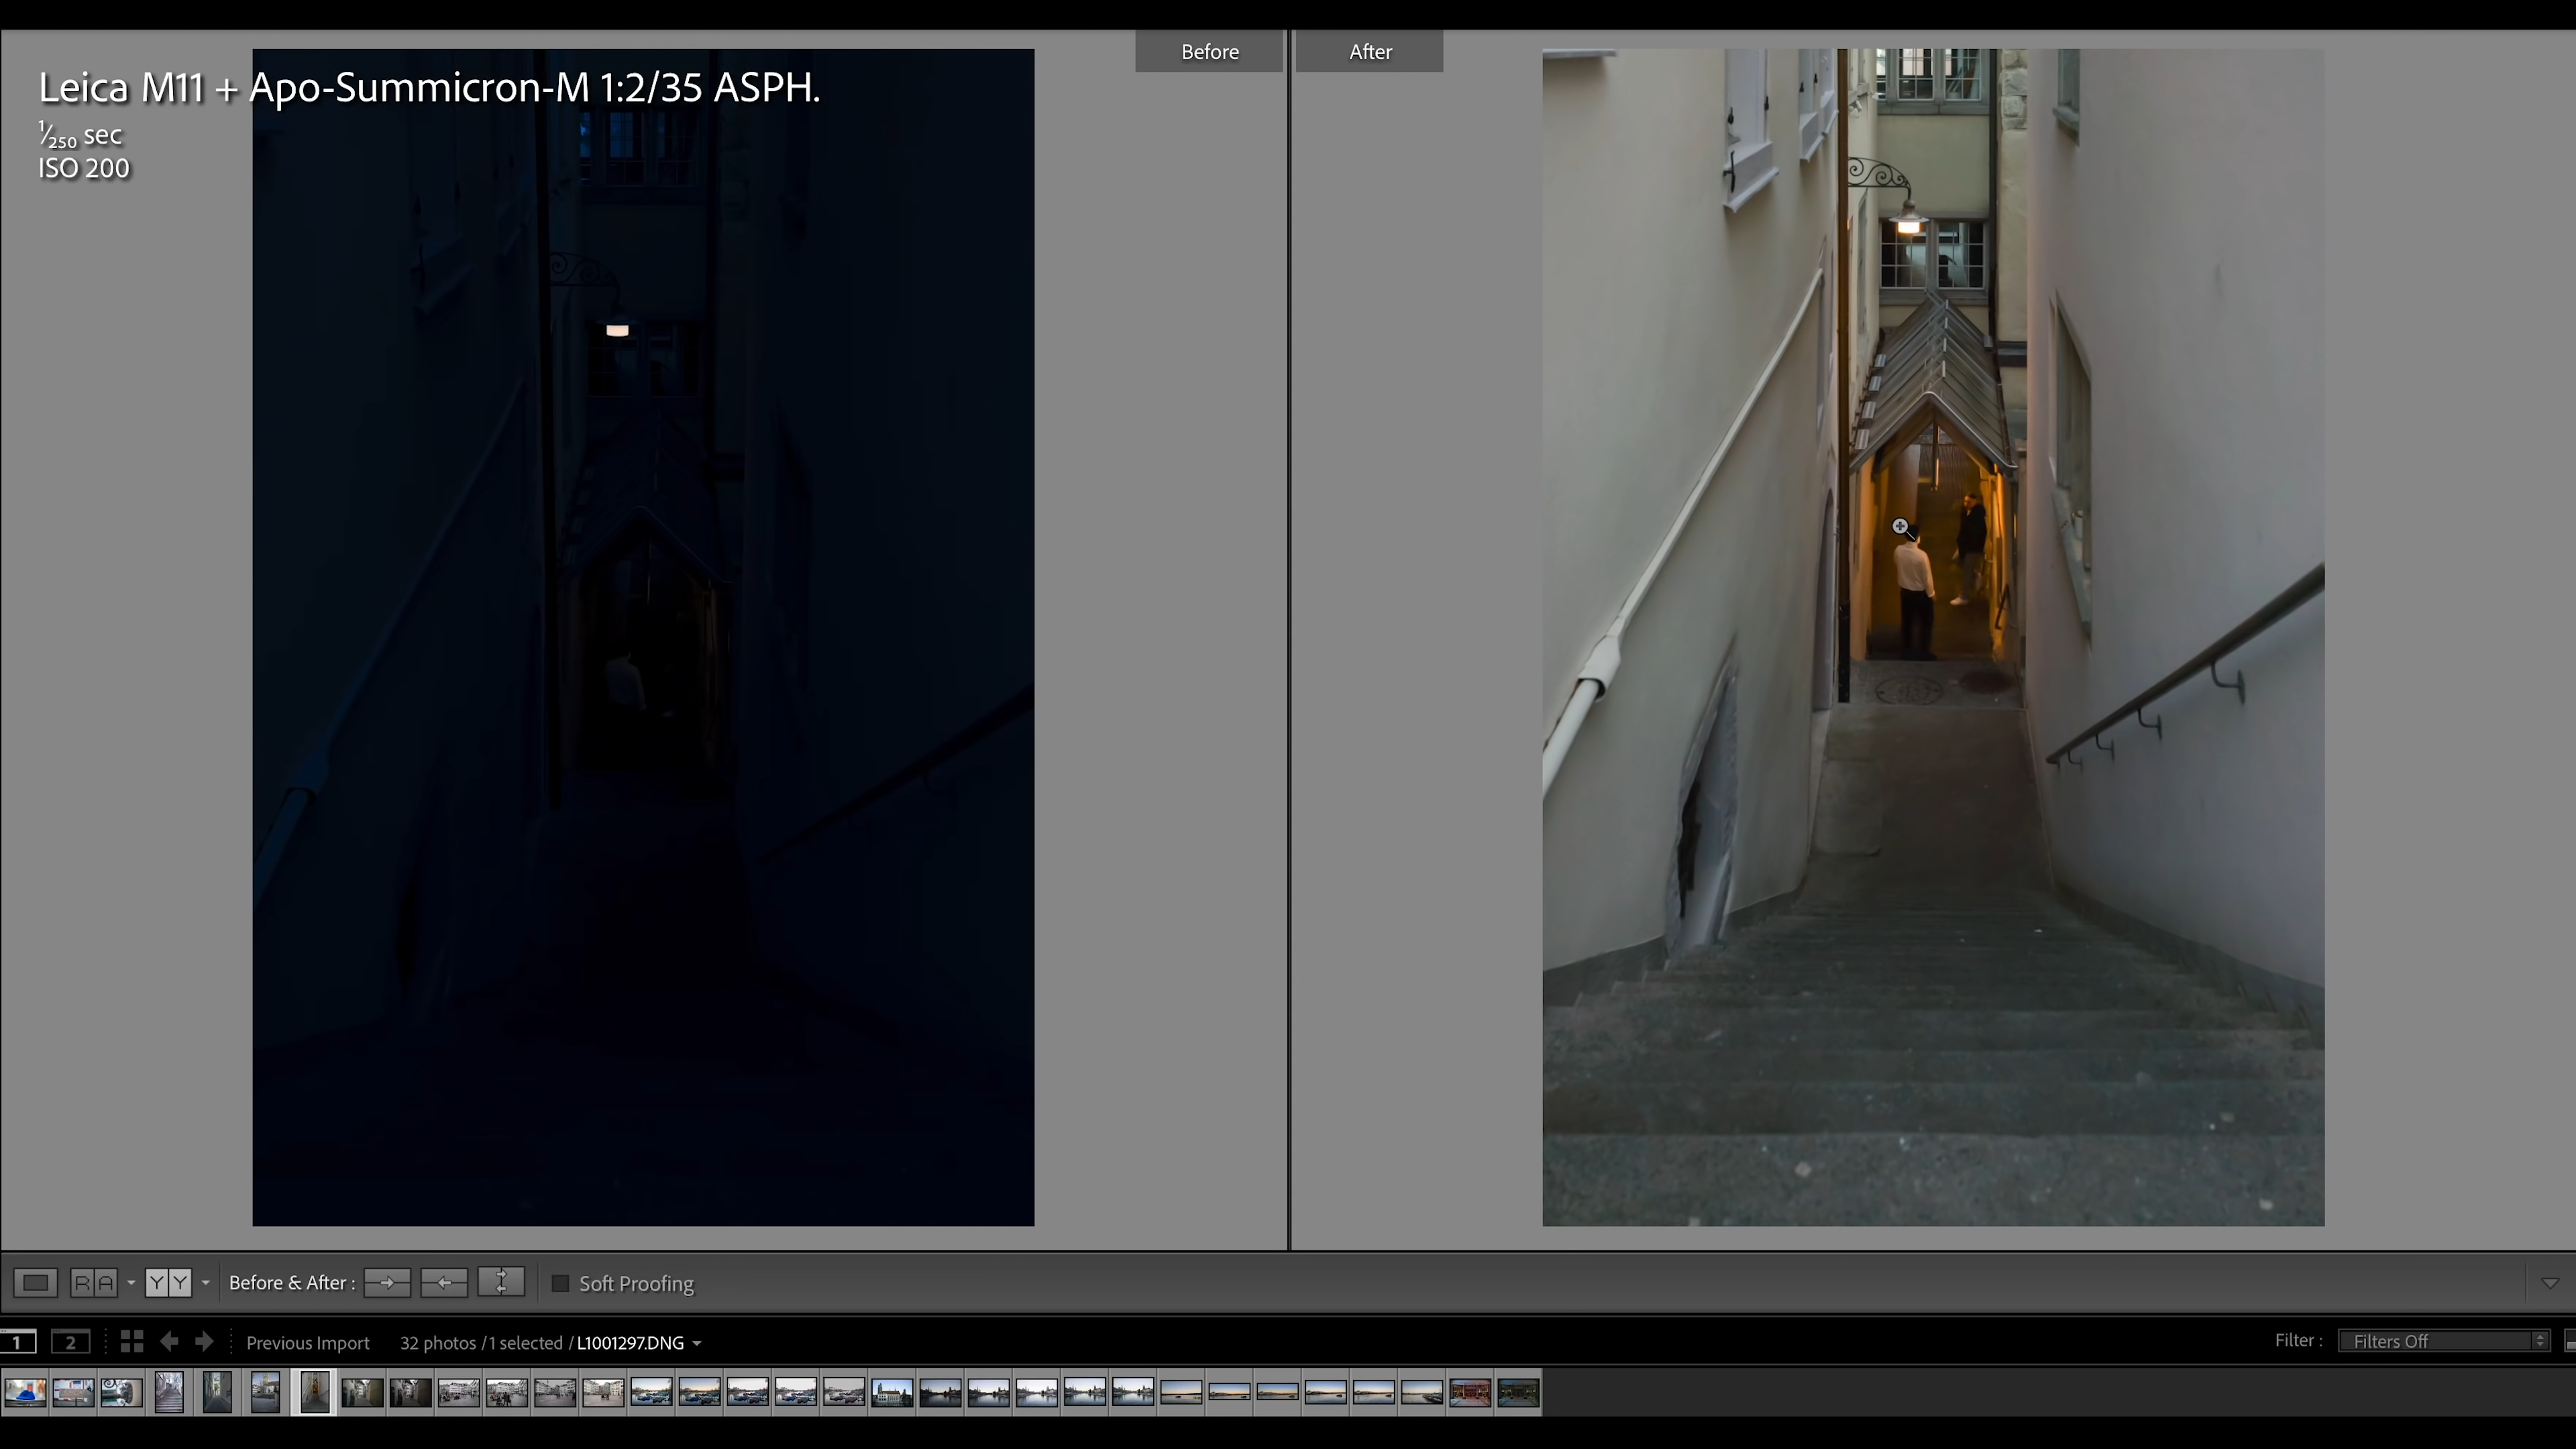 Before
After
Leica M11 + Apo-Summicron-M 1:2/35 ASPH.
1/250 sec
ISO 200
R A
Y Y
Before & After :
Soft Proofing
1
2
Previous Import
32 photos / 1 selected / L1001297.DNG
Filter :
Filters Off